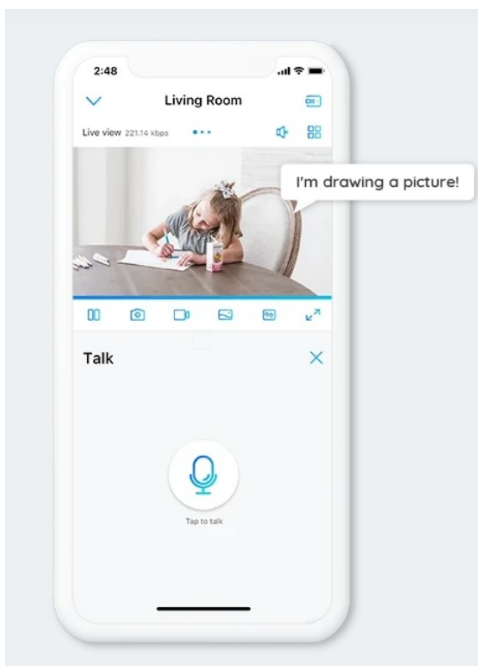 2:48
Living Room
Live view 221.14 kbps
I'm drawing a picture!
Talk
Tap to talk